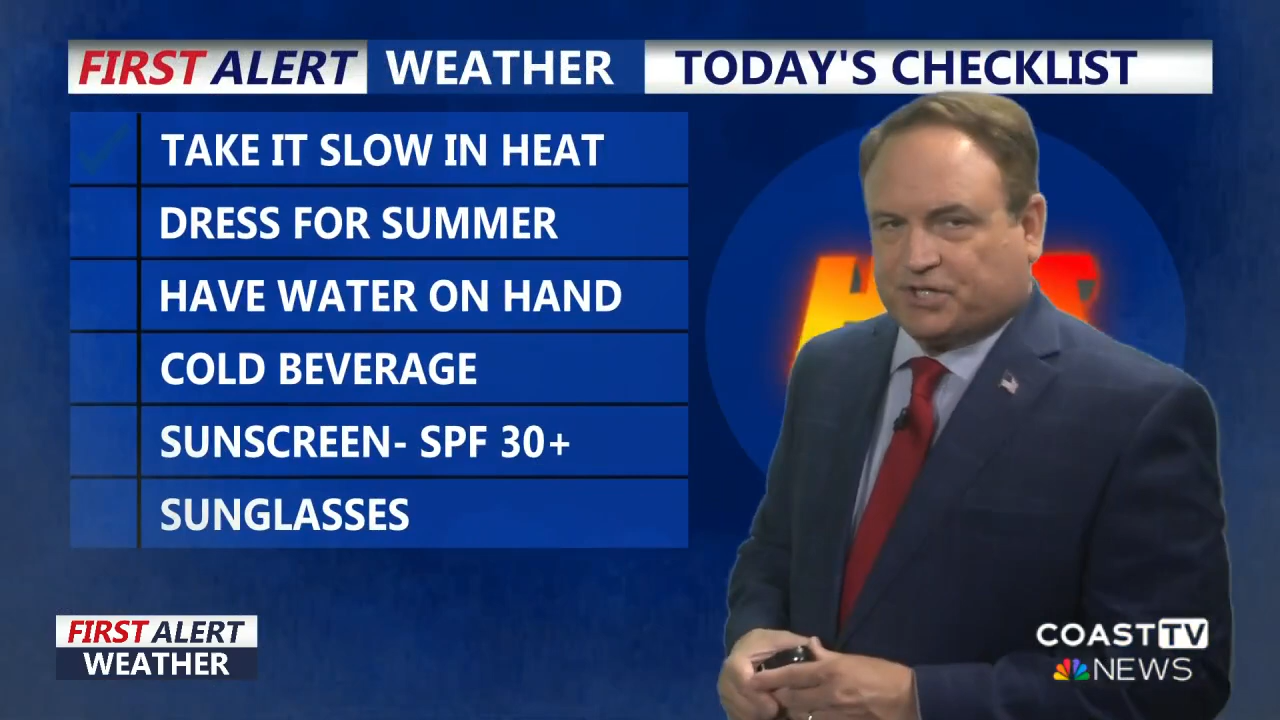 FIRST ALERT WEATHER TODAY'S CHECKLIST
TAKE IT SLOW IN HEAT
DRESS FOR SUMMER
HAVE WATER ON HAND
COLD BEVERAGE
SUNSCREEN- SPF 30+
SUNGLASSES
FIRST ALERT
WEATHER
COAST TV
NEWS